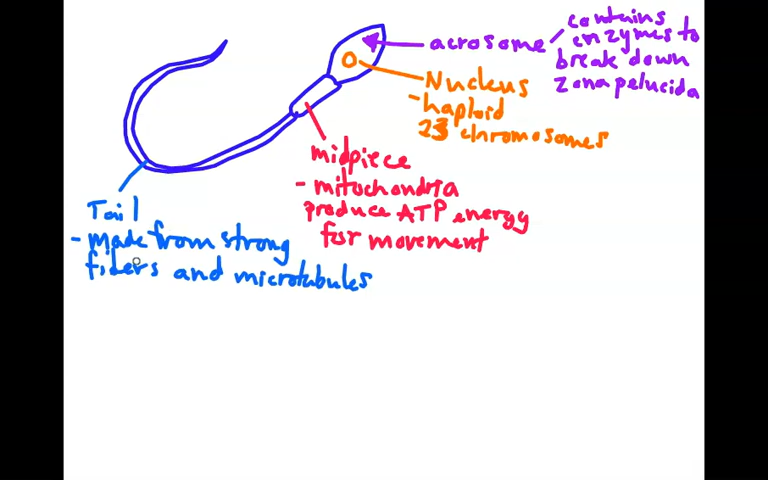 acrosome
contains
enzymes to
break down
zona pelucida
Nucleus
- haploid
23 chromosomes
midpiece
- mitochondria
produce ATP energy
for movement
Tail
- made from strong
fibers and microtabules